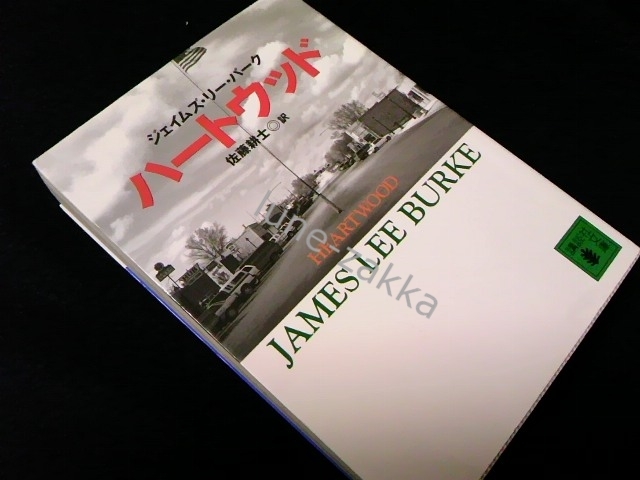 ジェイムズ・リー・バーク
ハートウッド
佐藤耕士◎訳
HEARTWOOD
JAMES LEE BURKE
講談社文庫
lune_zakka